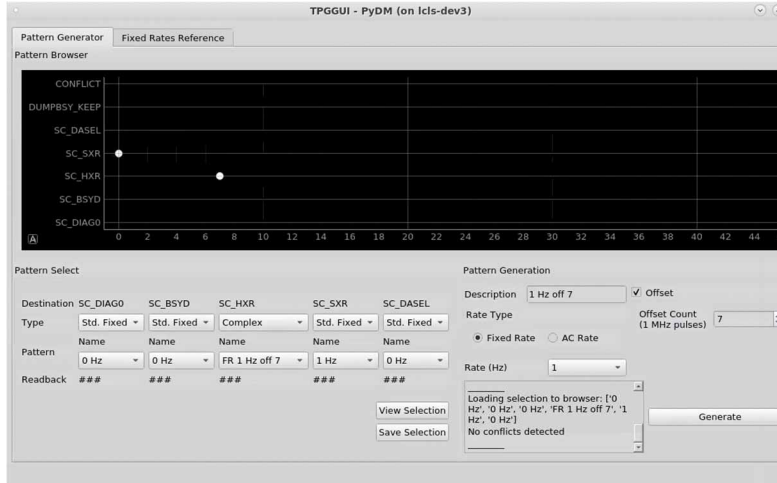 TPGGUI - PyDM (on lcls-dev3)
Pattern Generator Fixed Rates Reference
Pattern Browser
CONFLICT
DUMPBSY_KEEP
SC_DASEL
SC_SXR
SC_HXR
SC_BSYD
SC_DIAG0
A
0 2 4 6 8 10 12 14 16 18 20 22 24 26 28 30 32 34 36 38 40 42 44
Pattern Select
Destination SC_DIAG0 SC_BSYD SC_HXR SC_SXR SC_DASEL
Type Std. Fixed Std. Fixed Complex Std. Fixed Std. Fixed
Name Name Name Name Name
Pattern 0 Hz 0 Hz FR 1 Hz off 7 1 Hz 0 Hz
Readback ### ### ### ### ###
View Selection
Save Selection
Pattern Generation
Description 1 Hz off 7 Offset
Rate Type
Fixed Rate AC Rate
Offset Count
(1 MHz pulses) 7
Rate (Hz) 1
Loading selection to browser: ['0
Hz', '0 Hz', '0 Hz', 'FR 1 Hz off 7', '1
Hz', '0 Hz']
No conflicts detected
Generate